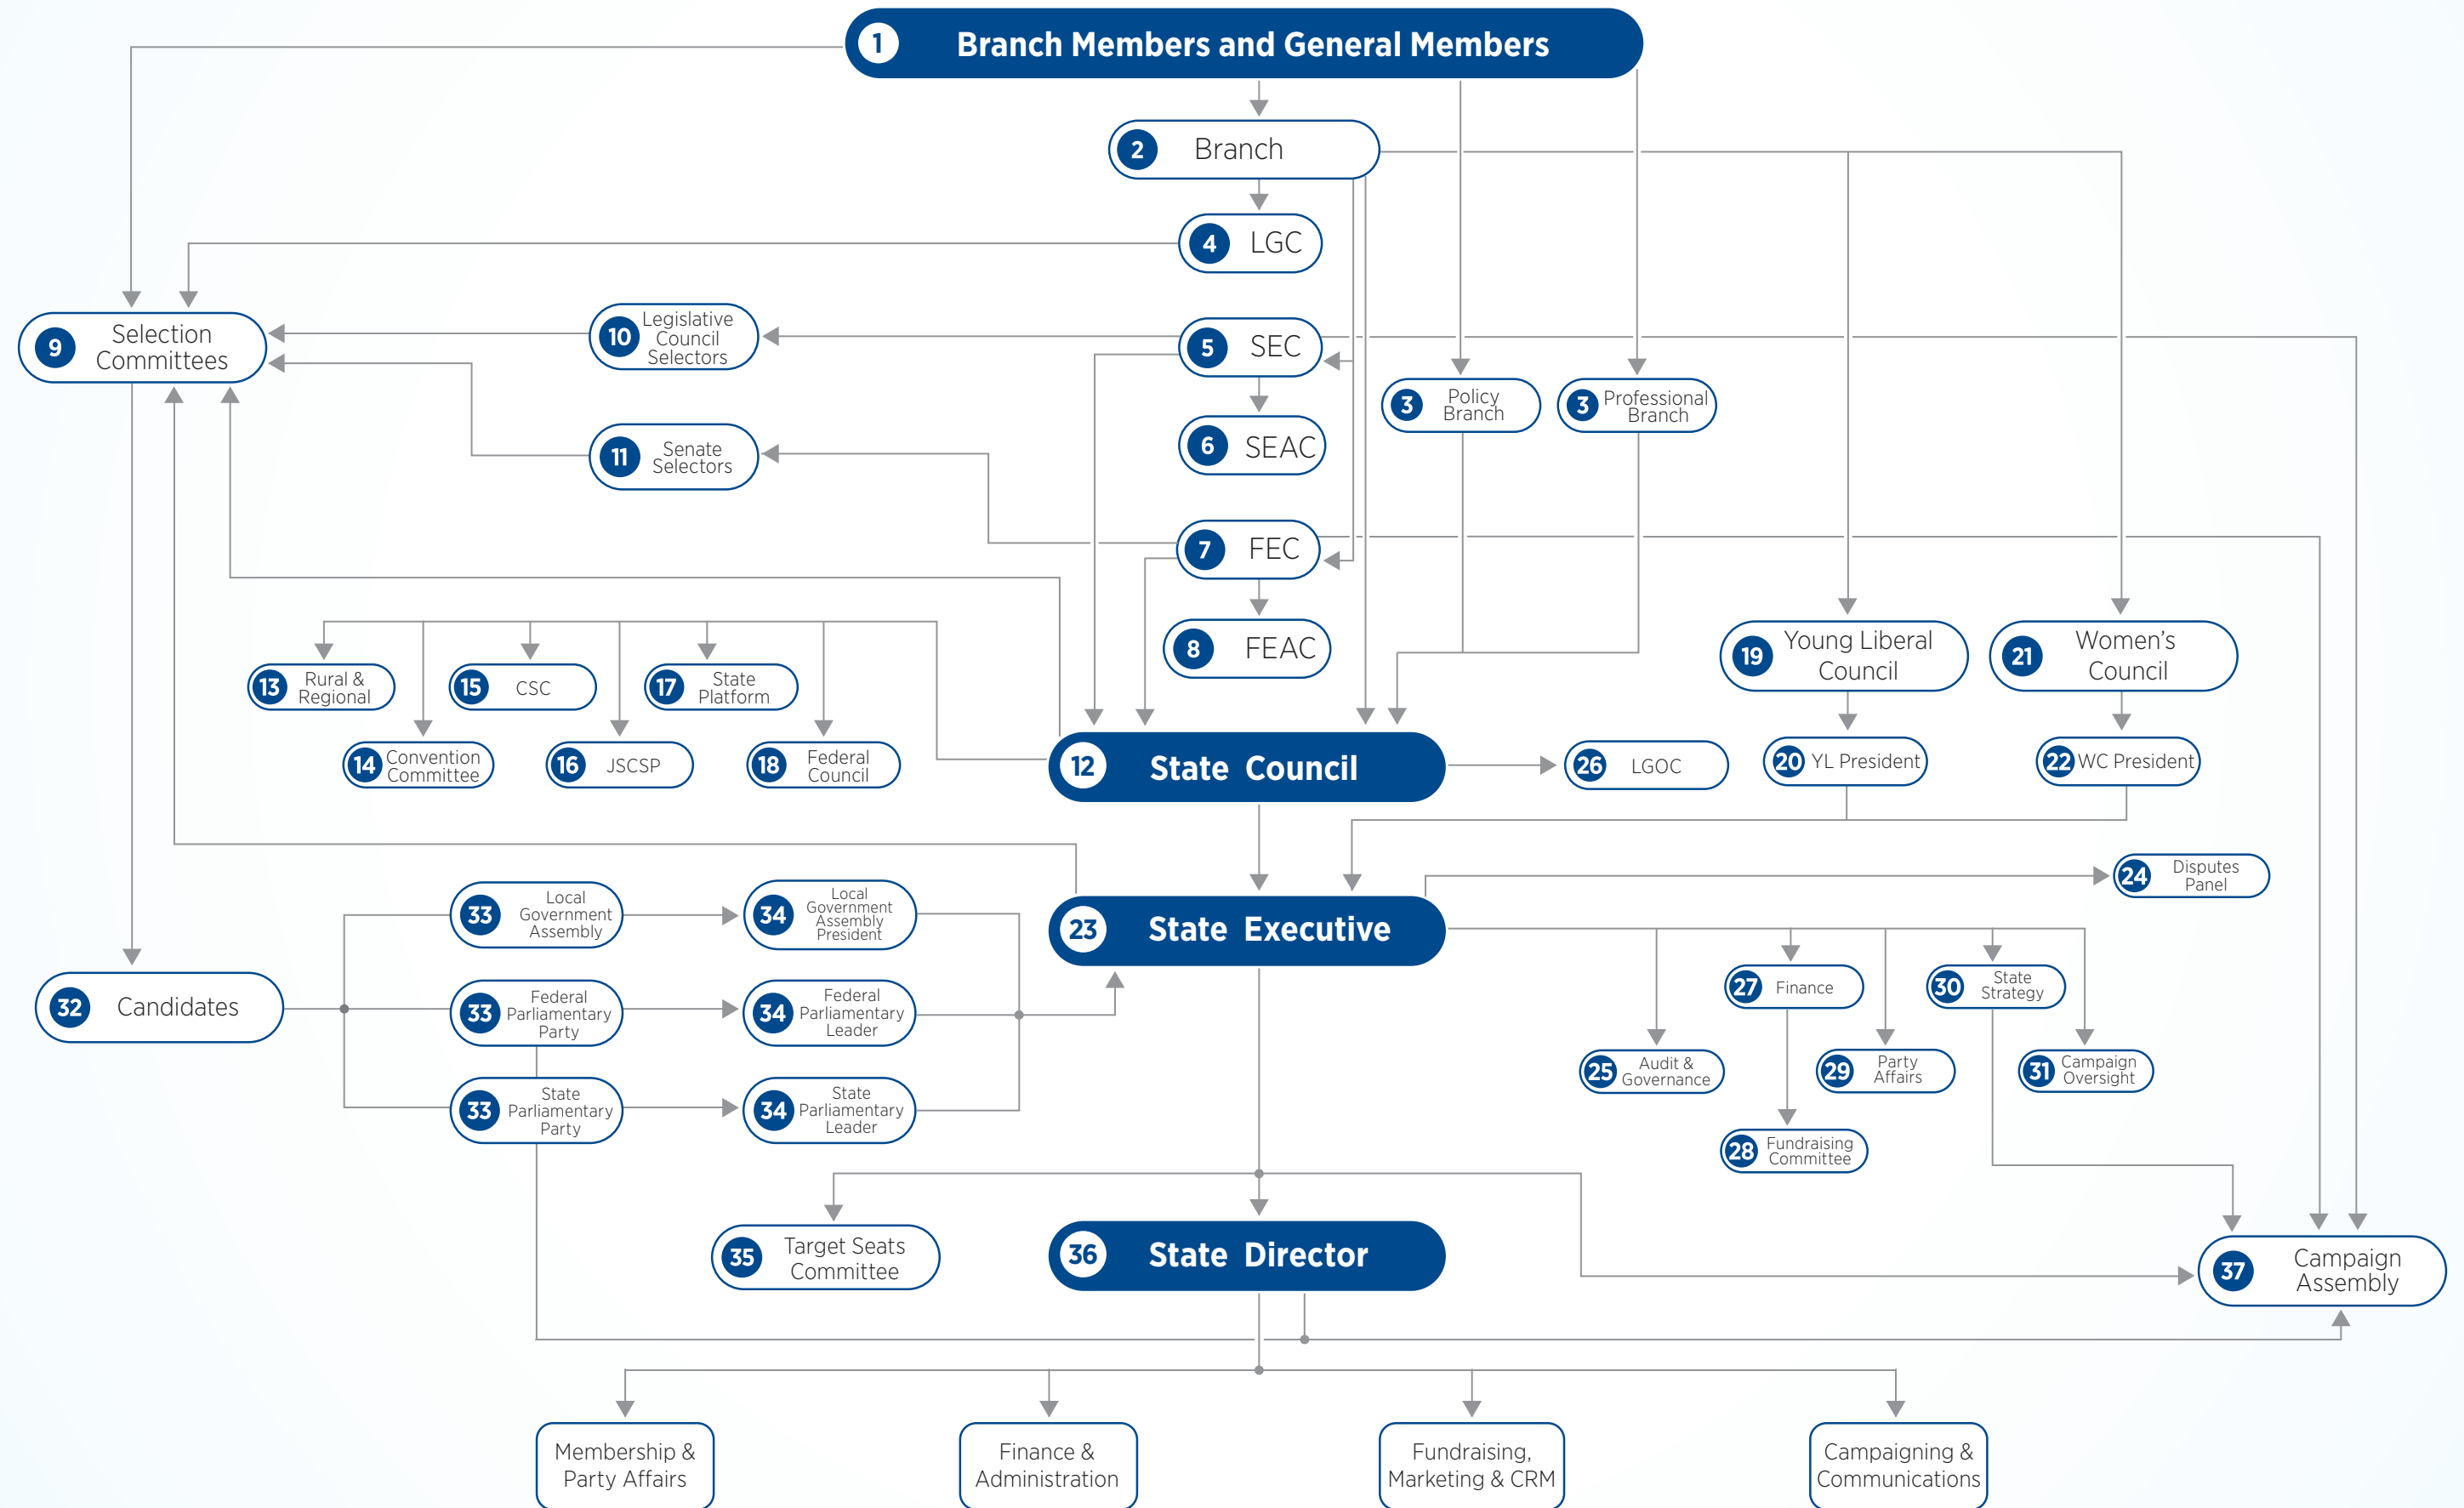 1 Branch Members and General Members
2 Branch
4 LGC
9 Selection
Committees
10 Legislative
Council
Selectors
5 SEC
3 Policy
Branch
3 Professional
Branch
11 Senate
Selectors
6 SEAC
7 FEC
8 FEAC
19 Young Liberal
Council
21 Women's
Council
13 Rural &
Regional
15 CSC
17 State
Platform
14 Convention
Committee
16 JSCSP
18 Federal
Council
12 State Council
26 LGOC
20 YL President
22 WC President
24 Disputes
Panel
33 Local
Government
Assembly
34 Local
Government
Assembly
President
23 State Executive
32 Candidates
33 Federal
Parliamentary
Party
34 Federal
Parliamentary
Leader
27 Finance
30 State
Strategy
25 Audit &
Governance
29 Party
Affairs
31 Campaign
Oversight
33 State
Parliamentary
Party
34 State
Parliamentary
Leader
28 Fundraising
Committee
35 Target Seats
Committee
36 State Director
37 Campaign
Assembly
Membership &
Party Affairs
Finance &
Administration
Fundraising,
Marketing & CRM
Campaigning &
Communications